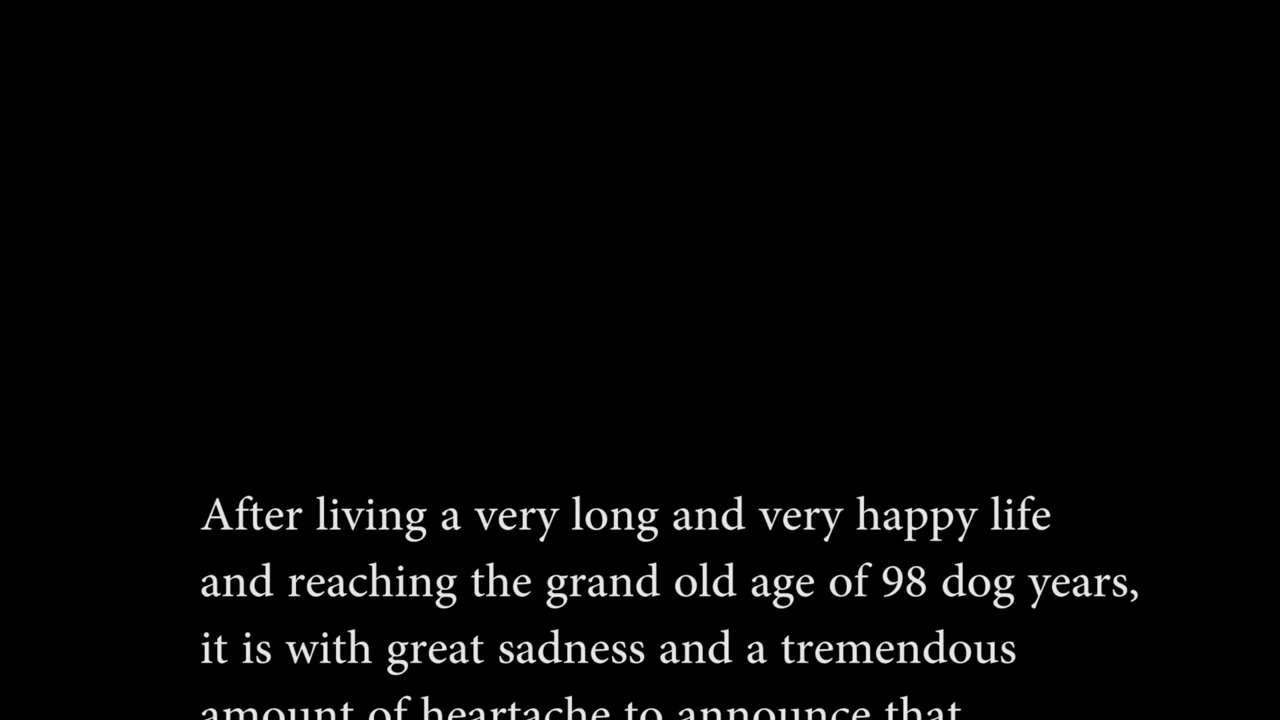 After living a very long and very happy life
and reaching the grand old age of 98 dog years,
it is with great sadness and a tremendous
amount of heartache to announce that